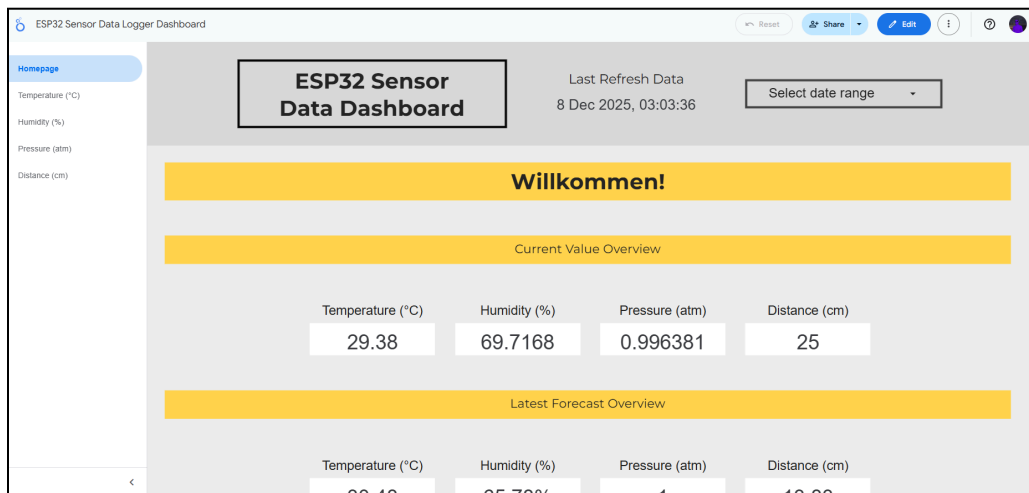 ESP32 Sensor Data Logger Dashboard
Reset
Share
Edit
Homepage
Temperature (°C)
Humidity (%)
Pressure (atm)
Distance (cm)
ESP32 Sensor
Data Dashboard
Last Refresh Data
8 Dec 2025, 03:03:36
Select date range
Willkommen!
Current Value Overview
Temperature (°C) Humidity (%) Pressure (atm) Distance (cm)
29.38 69.7168 0.996381 25
Latest Forecast Overview
Temperature (°C) Humidity (%) Pressure (atm) Distance (cm)